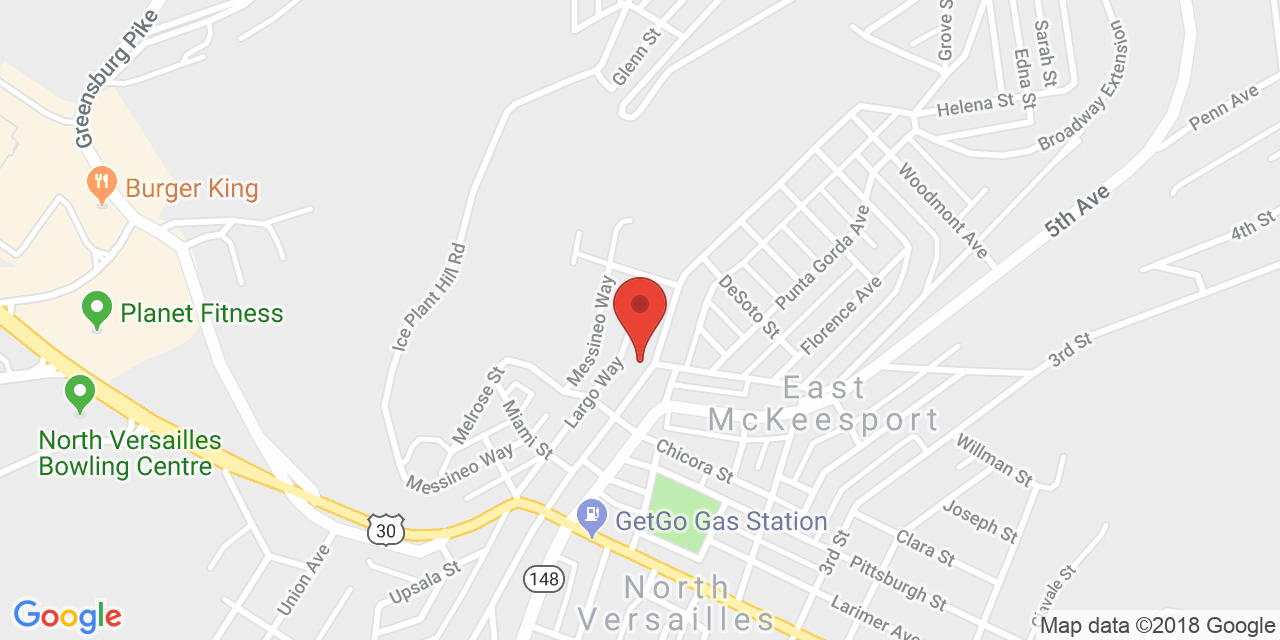 Greensburg Pike
Glenn St
Grove S
Sarah St
Edna St
Broadway Extension
Helena St
Penn Ave
Burger King
Woodmont Ave
5th Ave
4th St
Ice Plant Hill Rd
Punta Gorda Ave
DeSoto St
Florence Ave
Planet Fitness
Messineo Way
3rd St
Largo Way
Melrose St
East
McKeesport
Miami St
North Versailles
Bowling Centre
Messineo Way
Chicora St
Willman St
GetGo Gas Station
Joseph St
30
Clara St
3rd St
Upsala St
Union Ave
148
Pittsburgh St
North
Versailles
Larimer Ave
Google
Map data ©2018 Google